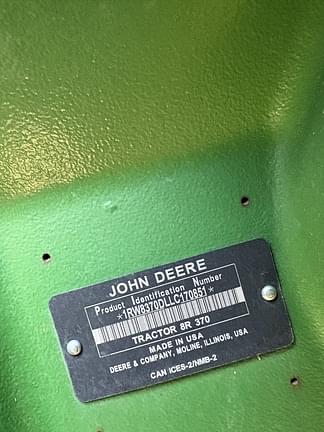 JOHN DEERE
Product Identification Number
*1RW8370DLLC170851*
TRACTOR 8R 370
MADE IN USA
DEERE & COMPANY, MOLINE, ILLINOIS, USA
CAN ICES-2/NMB-2